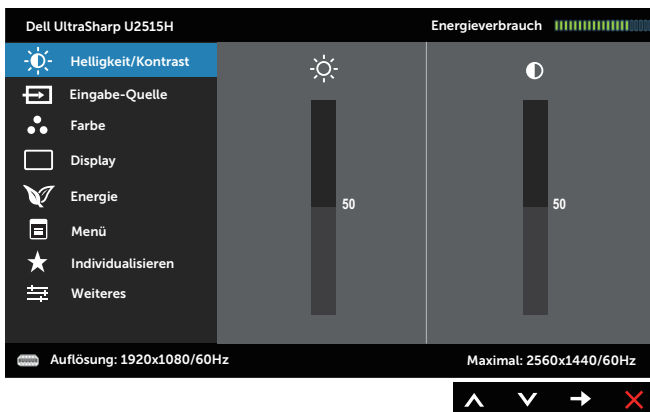 Dell UltraSharp U2515H
Energieverbrauch
Helligkeit/Kontrast
Eingabe-Quelle
Farbe
Display
Energie
Menü
Individualisieren
Weiteres
50
50
Auflösung: 1920x1080/60Hz
Maximal: 2560x1440/60Hz